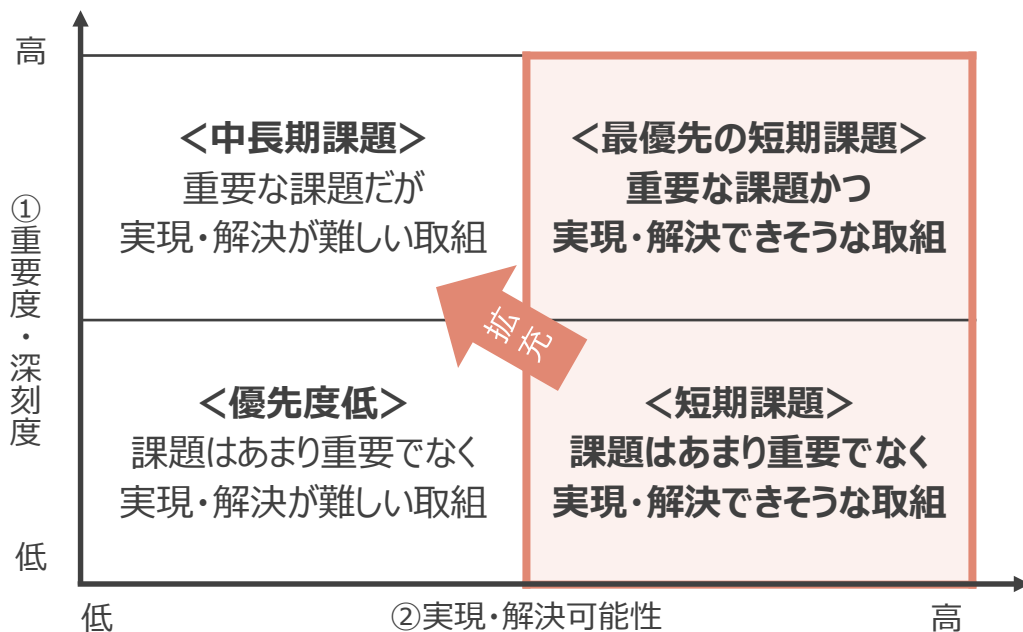 高
<中長期課題>
重要な課題だが
実現・解決が難しい取組
<最優先の短期課題>
重要な課題かつ
実現・解決できそうな取組
①重要度・深刻度
拡充
<優先度低>
課題はあまり重要でなく
実現・解決が難しい取組
<短期課題>
課題はあまり重要でなく
実現・解決できそうな取組
低
低
②実現・解決可能性
高